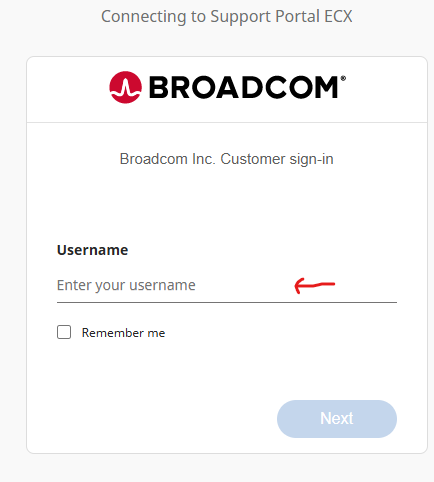 Connecting to Support Portal ECX
BROADCOM®
Broadcom Inc. Customer sign-in
Username
Enter your username
Remember me
Next